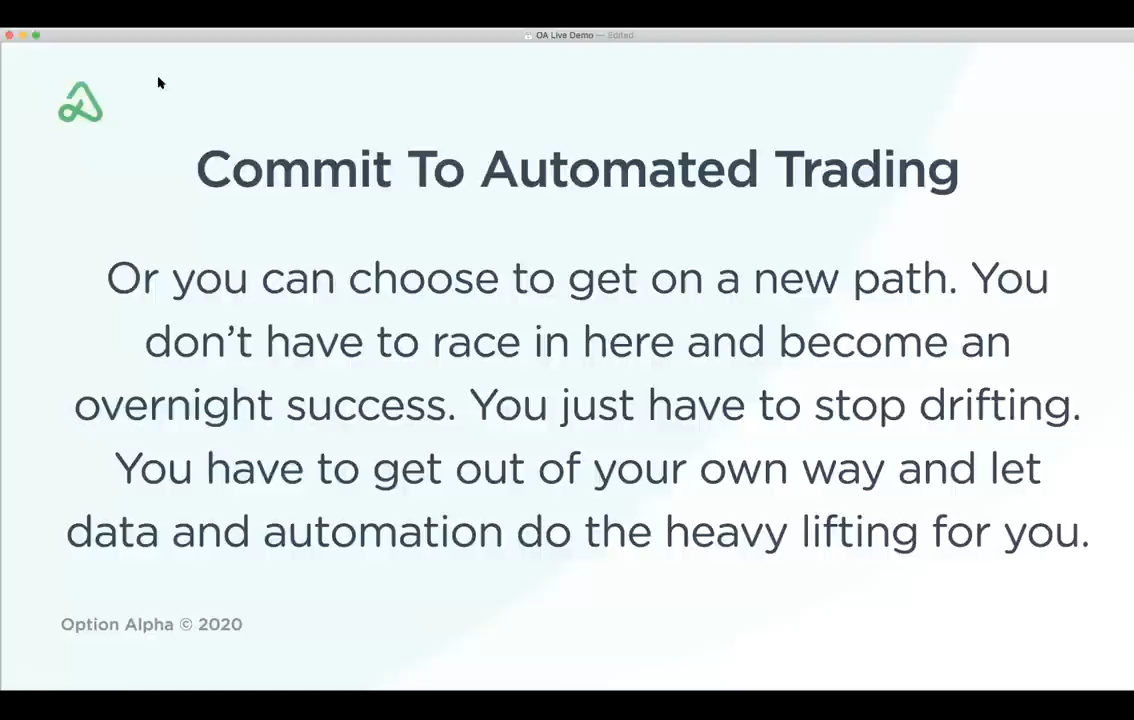 OA Live Demo — Edited
Commit To Automated Trading
Or you can choose to get on a new path. You
don’t have to race in here and become an
overnight success. You just have to stop drifting.
You have to get out of your own way and let
data and automation do the heavy lifting for you.
Option Alpha © 2020